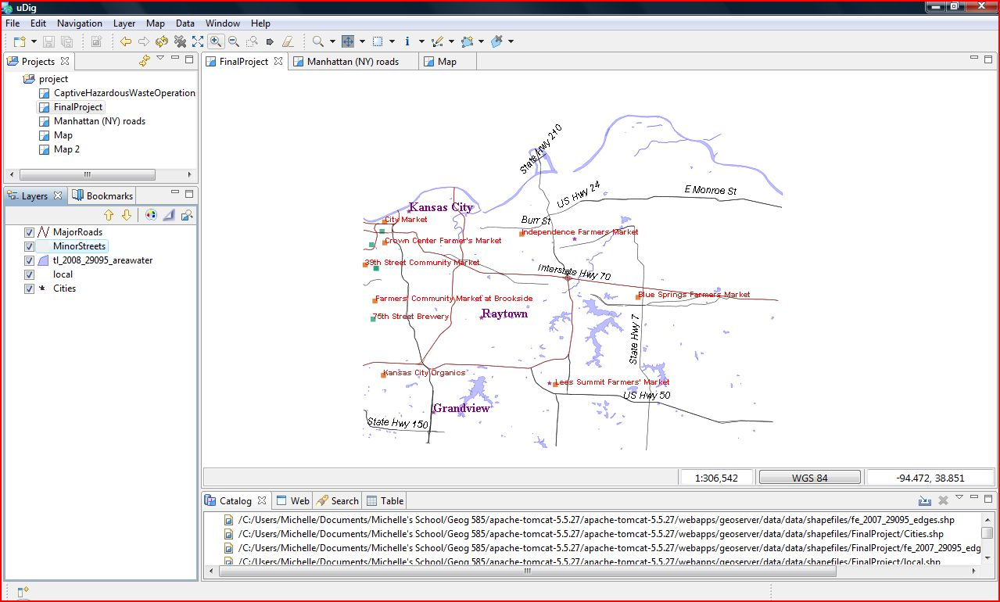 uDig
File Edit Navigation Layer Map Data Window Help
Projects
project
CaptiveHazardousWasteOperation
FinalProject
Manhattan (NY) roads
Map
Map 2
Layers Bookmarks
MajorRoads
MinorStreets
tl_2008_29095_areawater
local
Cities
FinalProject Manhattan (NY) roads Map
State Hwy 210
US Hwy 24
E Monroe St
Kansas City
City Market
Burr St
Independence Farmers Market
Crown Center Farmer's Market
39th Street Community Market
Interstate Hwy 70
Blue Springs Farmers Market
Farmers' Community Market at Brookside
75th Street Brewery
Raytown
State Hwy 7
Kansas City Organics
Lees Summit Farmers' Market
US Hwy 50
Grandview
State Hwy 150
1:306,542 WGS 84 -94.472, 38.851
Catalog Web Search Table
/C:/Users/Michelle/Documents/Michelle's School/Geog 585/apache-tomcat-5.5.27/apache-tomcat-5.5.27/webapps/geoserver/data/data/shapefiles/fe_2007_29095_edges.shp
/C:/Users/Michelle/Documents/Michelle's School/Geog 585/apache-tomcat-5.5.27/apache-tomcat-5.5.27/webapps/geoserver/data/data/shapefiles/FinalProject/Cities.shp
/C:/Users/Michelle/Documents/Michelle's School/Geog 585/apache-tomcat-5.5.27/apache-tomcat-5.5.27/webapps/geoserver/data/data/shapefiles/FinalProject/fe_2007_29095_edg
/C:/Users/Michelle/Documents/Michelle's School/Geog 585/apache-tomcat-5.5.27/apache-tomcat-5.5.27/webapps/geoserver/data/data/shapefiles/FinalProject/local.shp